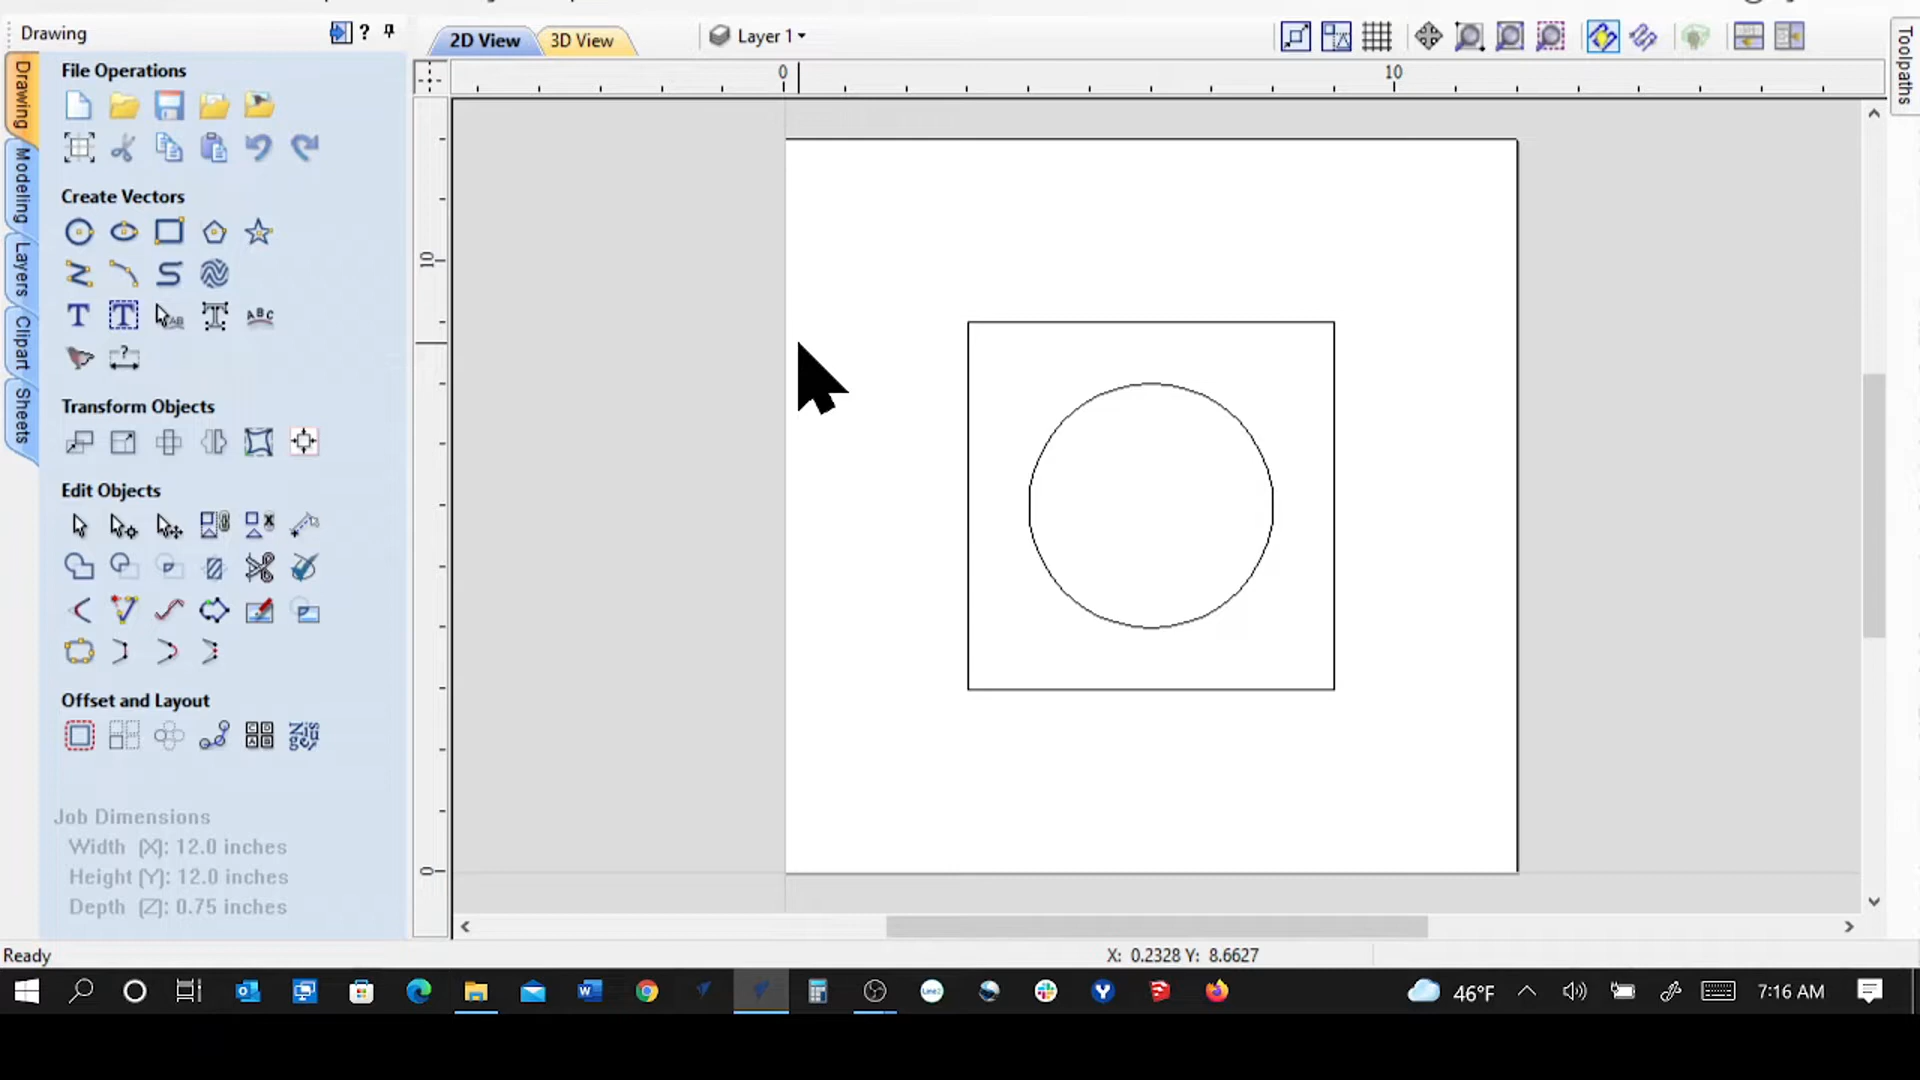 Drawing
?
2D View
3D View
Layer 1
Toolpaths
Drawing
Modeling
Layers
Clipart
Sheets
File Operations
Create Vectors
Transform Objects
Edit Objects
Offset and Layout
Job Dimensions
Width (X): 12.0 inches
Height (Y): 12.0 inches
Depth (Z): 0.75 inches
0
10
10
0
Ready
X: 0.2328 Y: 8.6627
46°F
7:16 AM